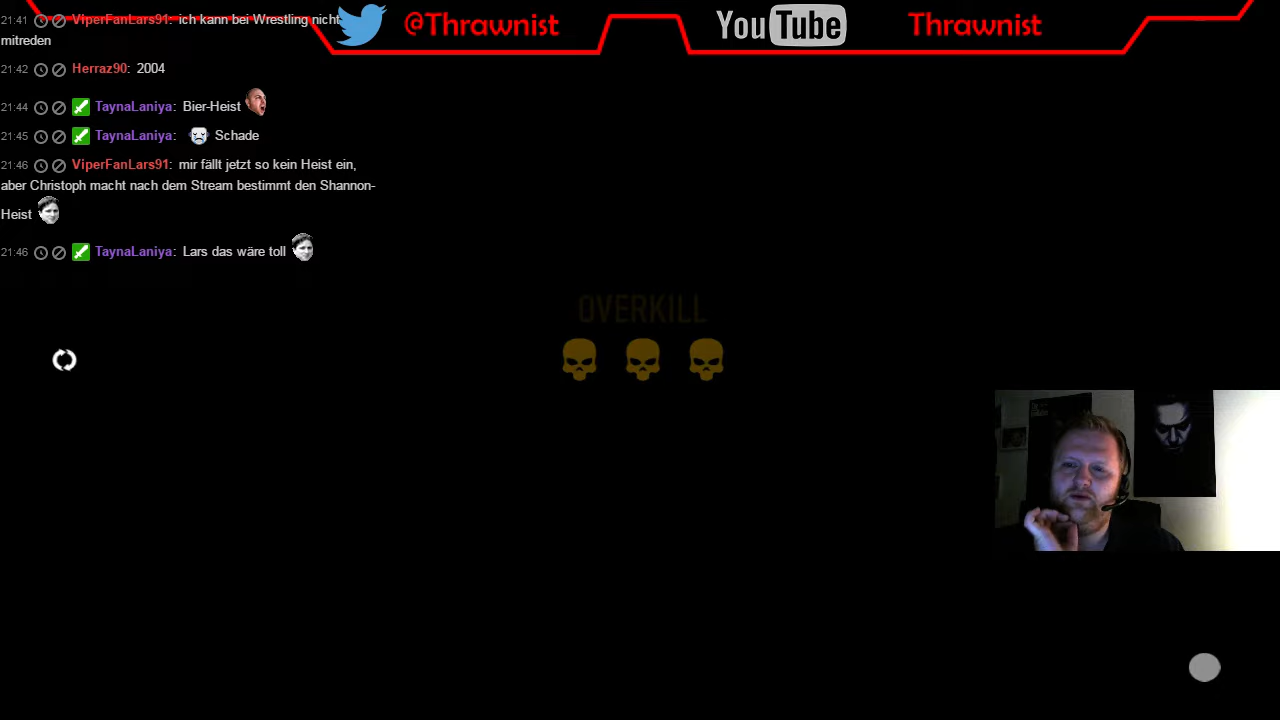 @Thrawnist YouTube Thrawnist
21:41 ViperFanLars91: ich kann bei Wrestling nicht
mitreden
21:42 Herraz90: 2004
21:44 TaynaLaniya: Bier-Heist
21:45 TaynaLaniya: Schade
21:46 ViperFanLars91: mir fällt jetzt so kein Heist ein,
aber Christoph macht nach dem Stream bestimmt den Shannon-
Heist
21:46 TaynaLaniya: Lars das wäre toll
OVERKILL